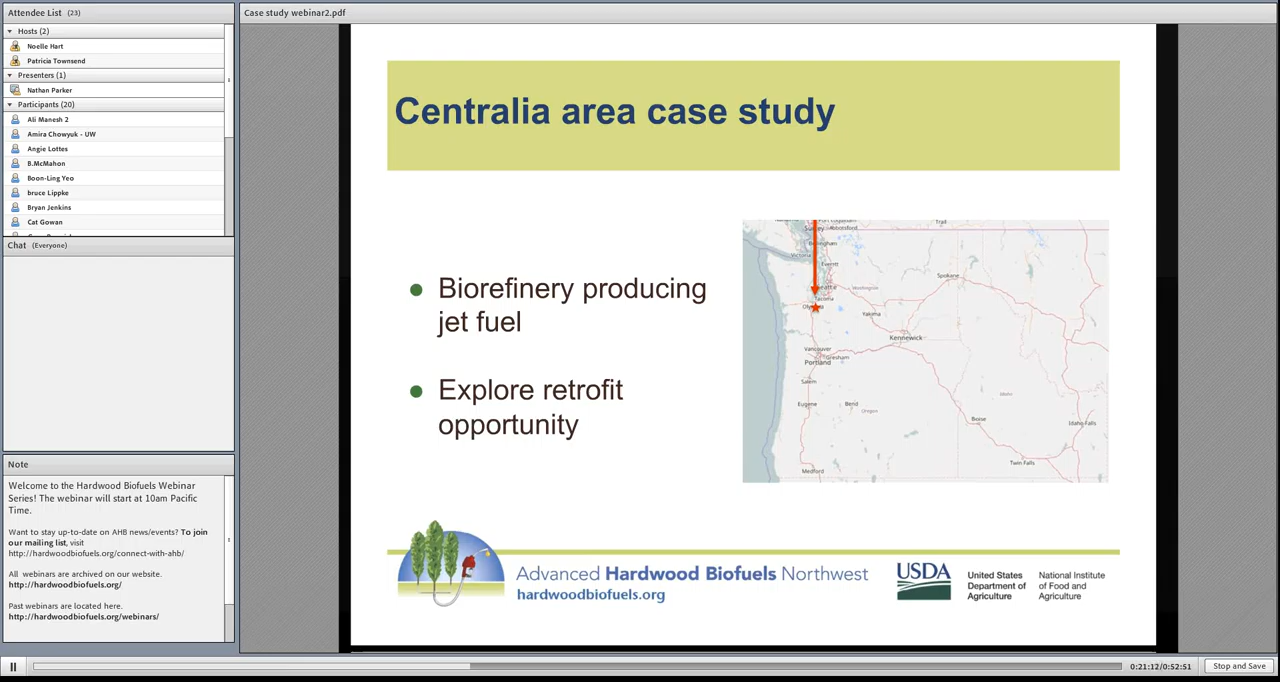 Attendee List (23)
Hosts (2)
Noelle Hart
Patricia Townsend
Presenters (1)
Nathan Parker
Participants (20)
Ali Manesh 2
Amira Chowyuk - UW
Angie Lottes
B.McMahon
Boon-Ling Yeo
bruce Lippke
Bryan Jenkins
Cat Gowan
Chat (Everyone)
Note
Welcome to the Hardwood Biofuels Webinar
Series! The webinar will start at 10am Pacific
Time.
Want to stay up-to-date on AHB news/events? To join
our mailing list, visit
http://hardwoodbiofuels.org/connect-with-ahb/
All webinars are archived on our website.
http://hardwoodbiofuels.org/
Past webinars are located here.
http://hardwoodbiofuels.org/webinars/
Case study webinar2.pdf
Centralia area case study
Biorefinery producing
jet fuel
Explore retrofit
opportunity
Trail
Victoria
Everett
Spokane
Washington
Tacoma
Yakima
Kennewick
Vancouver
Gresham
Portland
Salem
Idaho
Eugene
Bend
Oregon
Boise
Idaho Falls
Twin Falls
Medford
Advanced Hardwood Biofuels Northwest
hardwoodbiofuels.org
USDA
United States
Department of
Agriculture
National Institute
of Food and
Agriculture
0:21:12/0:52:51
Stop and Save